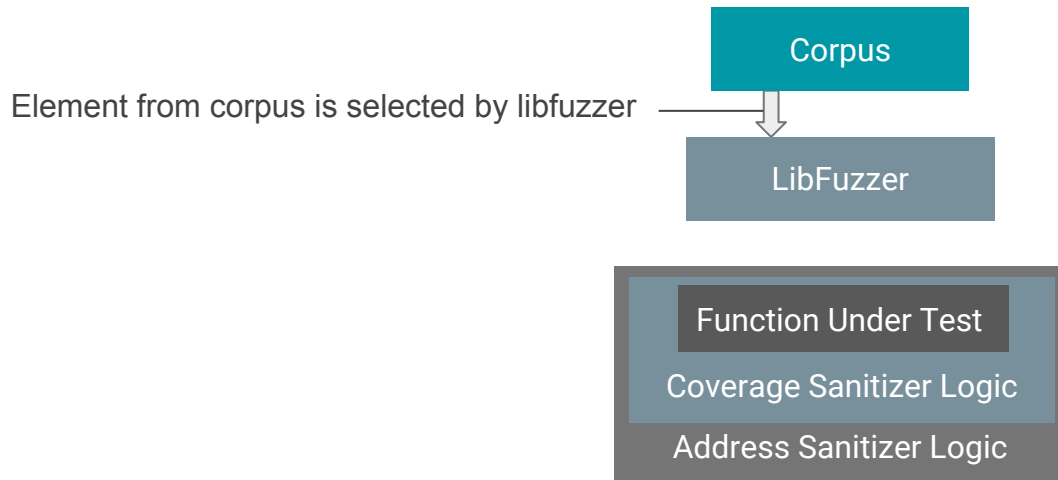 Corpus
Element from corpus is selected by libfuzzer
LibFuzzer
Function Under Test
Coverage Sanitizer Logic
Address Sanitizer Logic